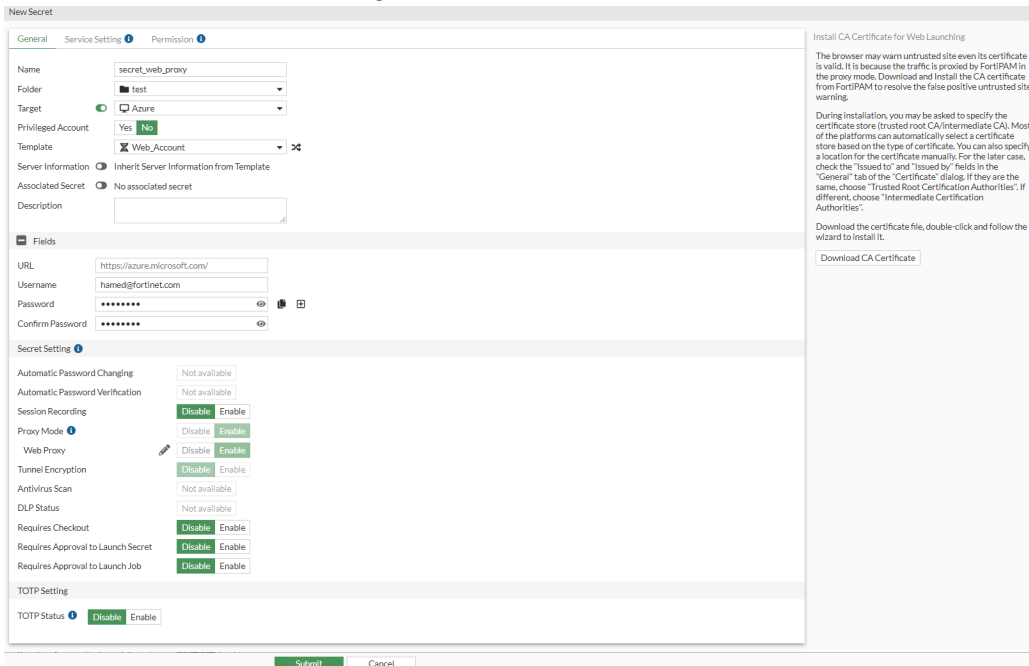 New Secret
General Service Setting Permission
Name secret_web_proxy
Folder test
Target Azure
Privileged Account Yes No
Template Web_Account
Server Information Inherit Server Information from Template
Associated Secret No associated secret
Description
Fields
URL https://azure.microsoft.com/
Username hamed@fortinet.com
Password ••••••••
Confirm Password ••••••••
Secret Setting
Automatic Password Changing Not available
Automatic Password Verification Not available
Session Recording Disable Enable
Proxy Mode Disable Enable
Web Proxy Disable Enable
Tunnel Encryption Disable Enable
Antivirus Scan Not available
DLP Status Not available
Requires Checkout Disable Enable
Requires Approval to Launch Secret Disable Enable
Requires Approval to Launch Job Disable Enable
TOTP Setting
TOTP Status Disable Enable
Submit Cancel
Install CA Certificate for Web Launching
The browser may warn untrusted site even its certificate
is valid. It is because the traffic is proxied by FortiPAM in
the proxy mode. Download and Install the CA certificate
from FortiPAM to resolve the false positive untrusted site
warning.
During installation, you may be asked to specify the
certificate store (trusted root CA/intermediate CA). Most
of the platforms can automatically select a certificate
store based on the type of certificate. You can also specify
a location for the certificate manually. For the later case,
check the "Issued to" and "Issued by" fields in the
"General" tab of the "Certificate" dialog. If they are the
same, choose "Trusted Root Certification Authorities". If
different, choose "Intermediate Certification
Authorities".
Download the certificate file, double-click and follow the
wizard to install it.
Download CA Certificate